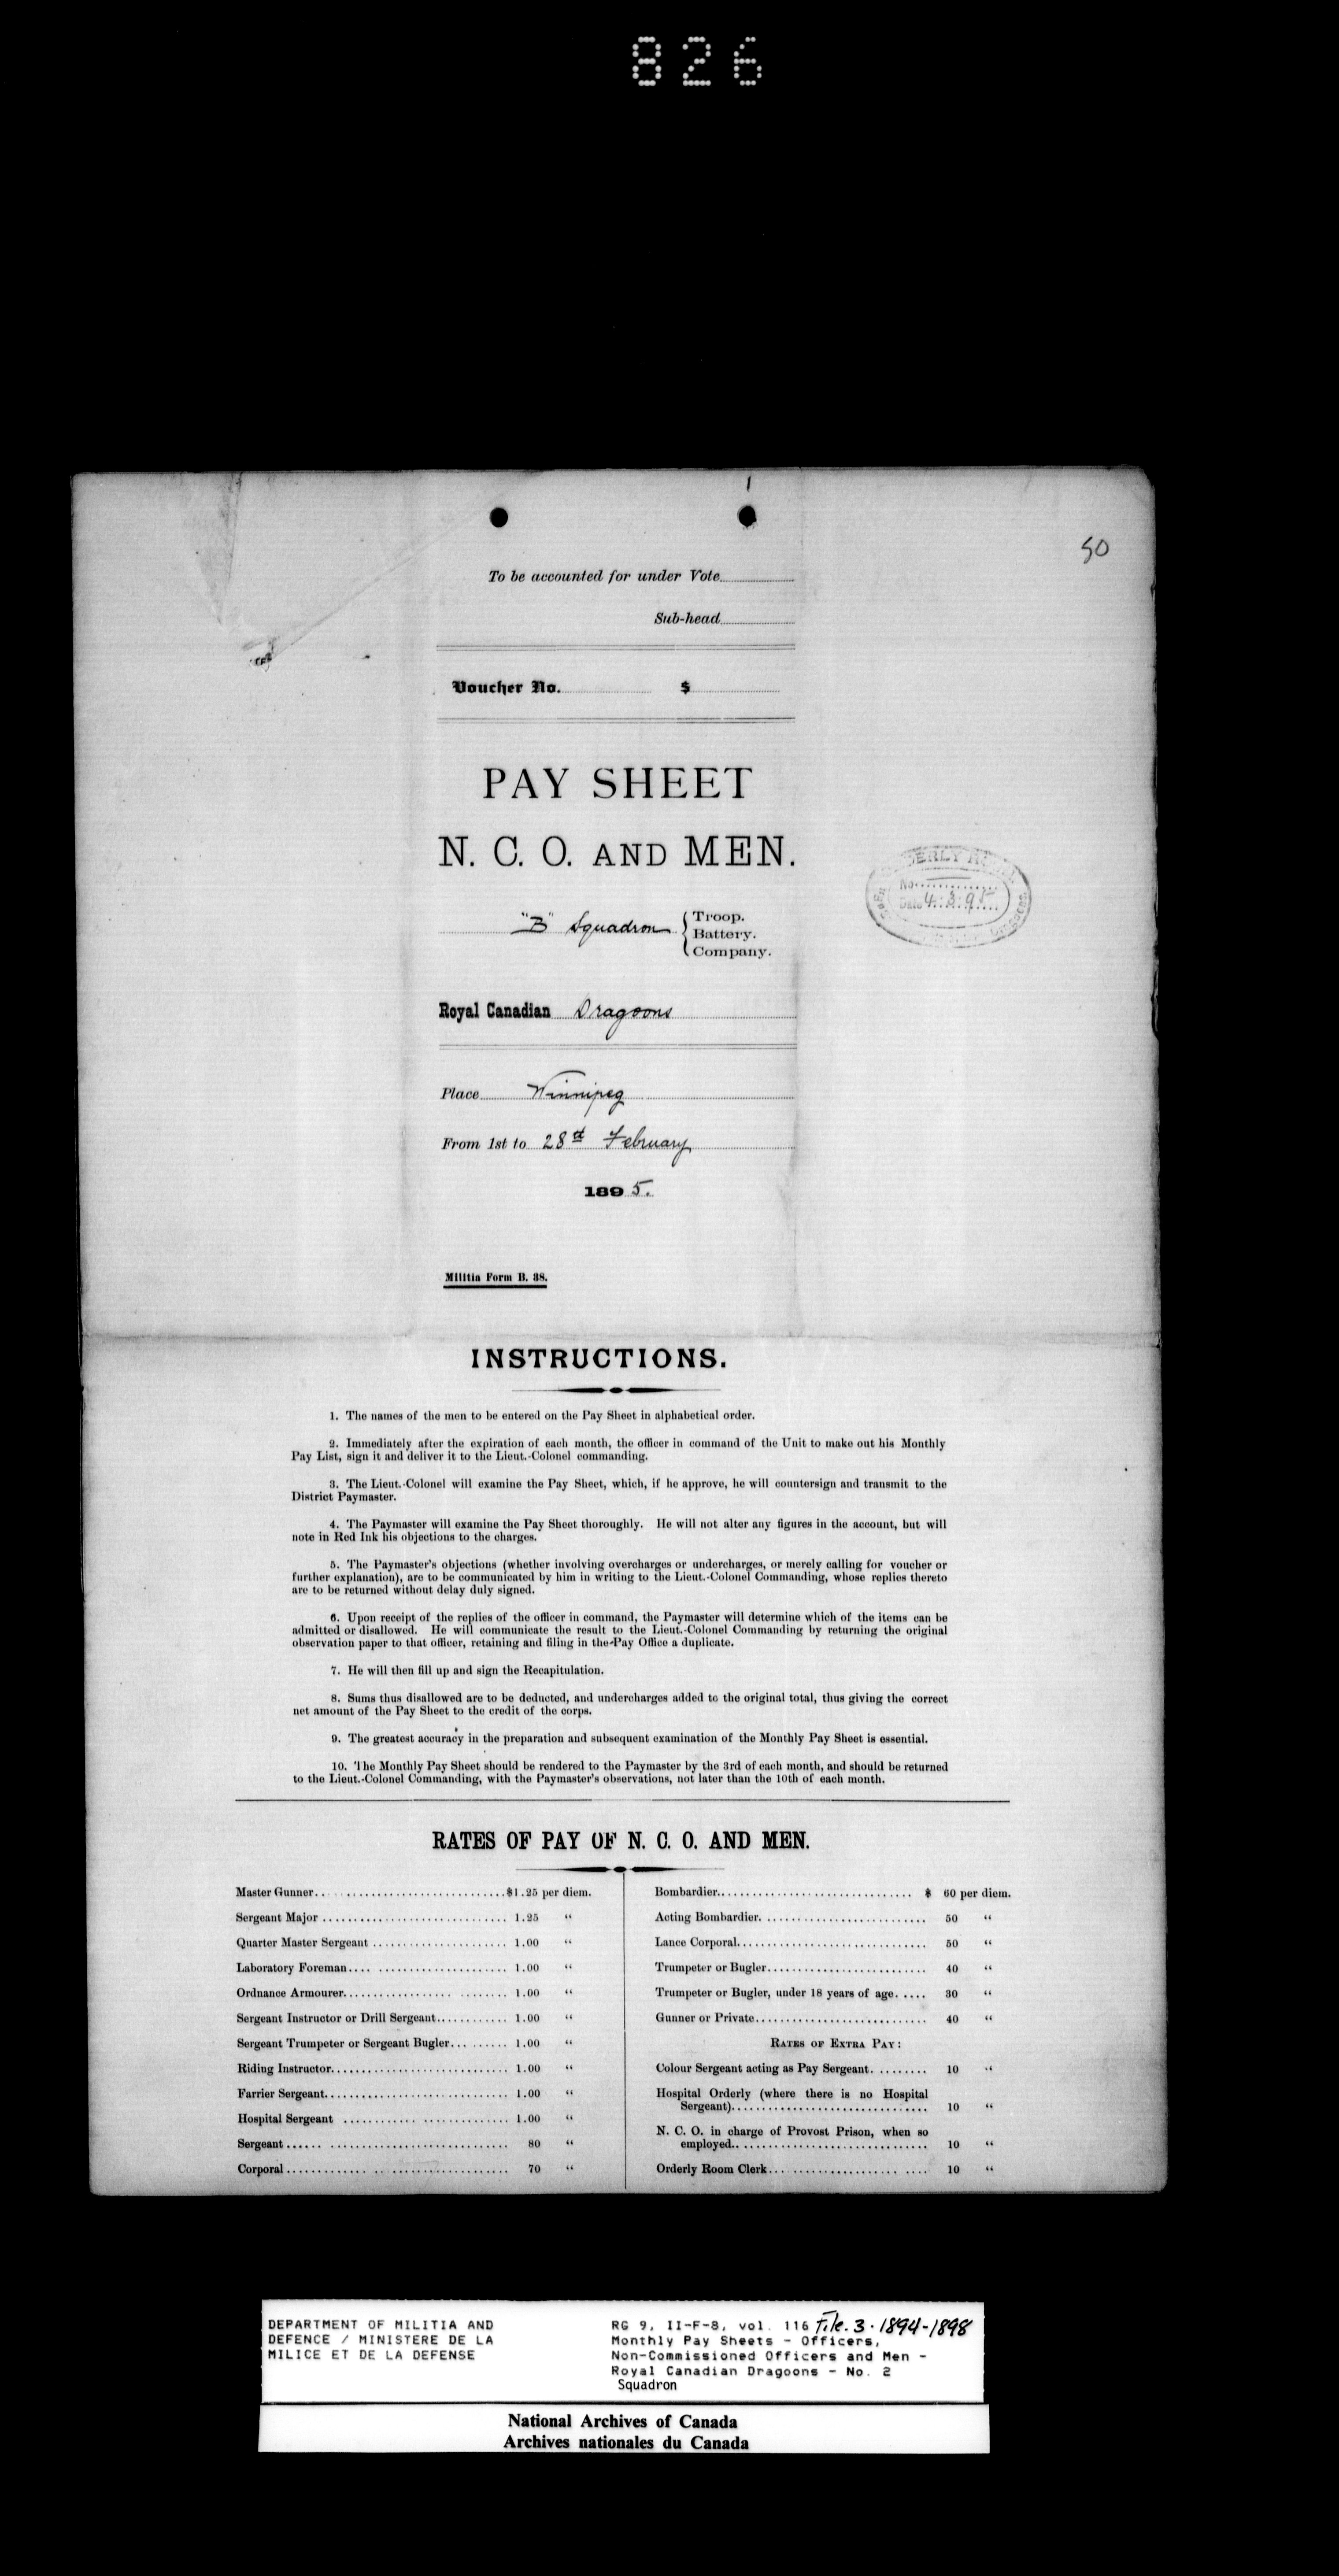 826
50
To be accounted for under Vote
Sub-head
Voucher No. $
PAY SHEET
N. C. O. AND MEN.
"B" Squadron { Troop.
Battery.
Company.
ORDERLY ROOM
No.
Date 4.3.95
Royal Canadian Dragoons
Place Winnipeg
From 1st to 28th February
1895.
Militia Form B. 38.
INSTRUCTIONS.
1. The names of the men to be entered on the Pay Sheet in alphabetical order.
2. Immediately after the expiration of each month, the officer in command of the Unit to make out his Monthly
Pay List, sign it and deliver it to the Lieut.-Colonel commanding.
3. The Lieut.-Colonel will examine the Pay Sheet, which, if he approve, he will countersign and transmit to the
District Paymaster.
4. The Paymaster will examine the Pay Sheet thoroughly. He will not alter any figures in the account, but will
note in Red Ink his objections to the charges.
5. The Paymaster's objections (whether involving overcharges or undercharges, or merely calling for voucher or
further explanation), are to be communicated by him in writing to the Lieut.-Colonel Commanding, whose replies thereto
are to be returned without delay duly signed.
6. Upon receipt of the replies of the officer in command, the Paymaster will determine which of the items can be
admitted or disallowed. He will communicate the result to the Lieut.-Colonel Commanding by returning the original
observation paper to that officer, retaining and filing in the Pay Office a duplicate.
7. He will then fill up and sign the Recapitulation.
8. Sums thus disallowed are to be deducted, and undercharges added to the original total, thus giving the correct
net amount of the Pay Sheet to the credit of the corps.
9. The greatest accuracy in the preparation and subsequent examination of the Monthly Pay Sheet is essential.
10. The Monthly Pay Sheet should be rendered to the Paymaster by the 3rd of each month, and should be returned
to the Lieut.-Colonel Commanding, with the Paymaster's observations, not later than the 10th of each month.
RATES OF PAY OF N. C. O. AND MEN.
Master Gunner $1.25 per diem.
Sergeant Major 1.25 "
Quarter Master Sergeant 1.00 "
Laboratory Foreman 1.00 "
Ordnance Armourer 1.00 "
Sergeant Instructor or Drill Sergeant 1.00 "
Sergeant Trumpeter or Sergeant Bugler 1.00 "
Riding Instructor 1.00 "
Farrier Sergeant 1.00 "
Hospital Sergeant 1.00 "
Sergeant 80 "
Corporal 70 "
Bombardier $ 60 per diem.
Acting Bombardier 50 "
Lance Corporal 50 "
Trumpeter or Bugler 40 "
Trumpeter or Bugler, under 18 years of age 30 "
Gunner or Private 40 "
RATES OF EXTRA PAY:
Colour Sergeant acting as Pay Sergeant 10 "
Hospital Orderly (where there is no Hospital
Sergeant) 10 "
N. C. O. in charge of Provost Prison, when so
employed 10 "
Orderly Room Clerk 10 "
DEPARTMENT OF MILITIA AND
DEFENCE / MINISTERE DE LA
MILICE ET DE LA DEFENSE
RG 9, II-F-8, vol. 116 File. 3. 1894-1898
Monthly Pay Sheets - Officers,
Non-Commissioned Officers and Men -
Royal Canadian Dragoons - No. 2
Squadron
National Archives of Canada
Archives nationales du Canada